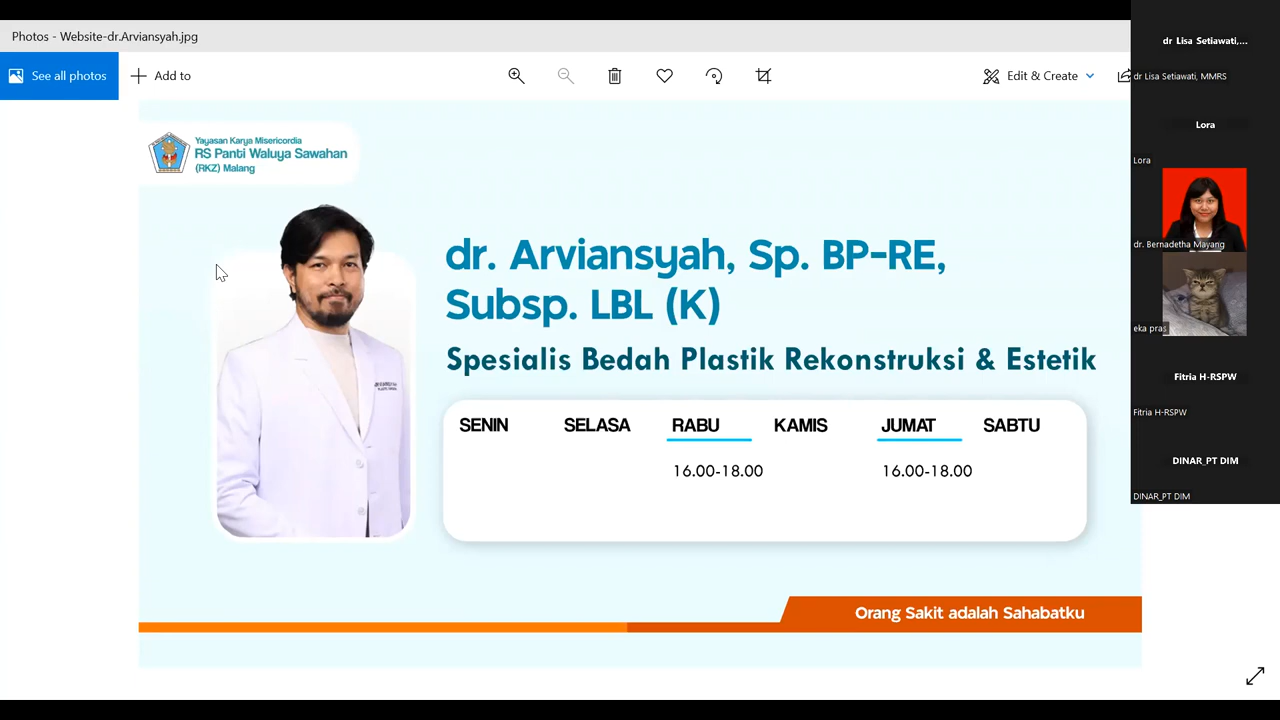 Photos - Website-dr.Arviansyah.jpg
See all photos
Add to
Edit & Create
Yayasan Karya Misericordia
RS Panti Waluya Sawahan
(RKZ) Malang
dr. Arviansyah, Sp. BP-RE,
Subsp. LBL (K)
Spesialis Bedah Plastik Rekonstruksi & Estetik
SENIN SELASA RABU KAMIS JUMAT SABTU
16.00-18.00 16.00-18.00
Orang Sakit adalah Sahabatku
dr Lisa Setiawati,...
dr Lisa Setiawati, MMRS
Lora
Lora
dr. Bernadetha Mayang
eka pras
Fitria H-RSPW
Fitria H-RSPW
DINAR_PT DIM
DINAR_PT DIM